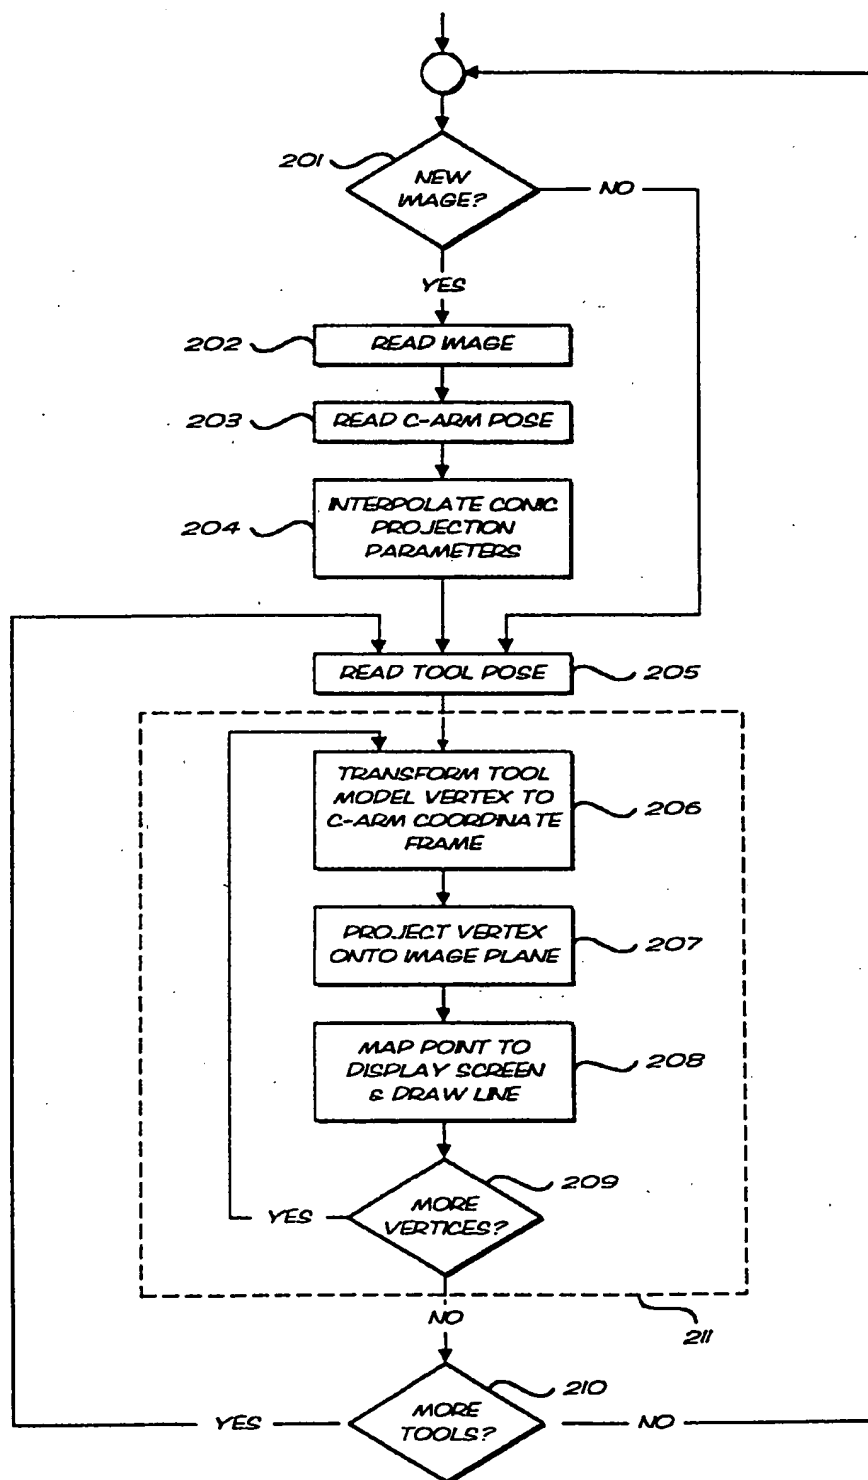 201
NEW
IMAGE?
NO
YES
202
READ IMAGE
203
READ C-ARM POSE
204
INTERPOLATE CONIC
PROJECTION
PARAMETERS
READ TOOL POSE
205
TRANSFORM TOOL
MODEL VERTEX TO
C-ARM COORDINATE
FRAME
206
PROJECT VERTEX
ONTO IMAGE PLANE
207
MAP POINT TO
DISPLAY SCREEN
& DRAW LINE
208
209
YES
MORE
VERTICES?
NO
211
210
YES
MORE
TOOLS?
NO